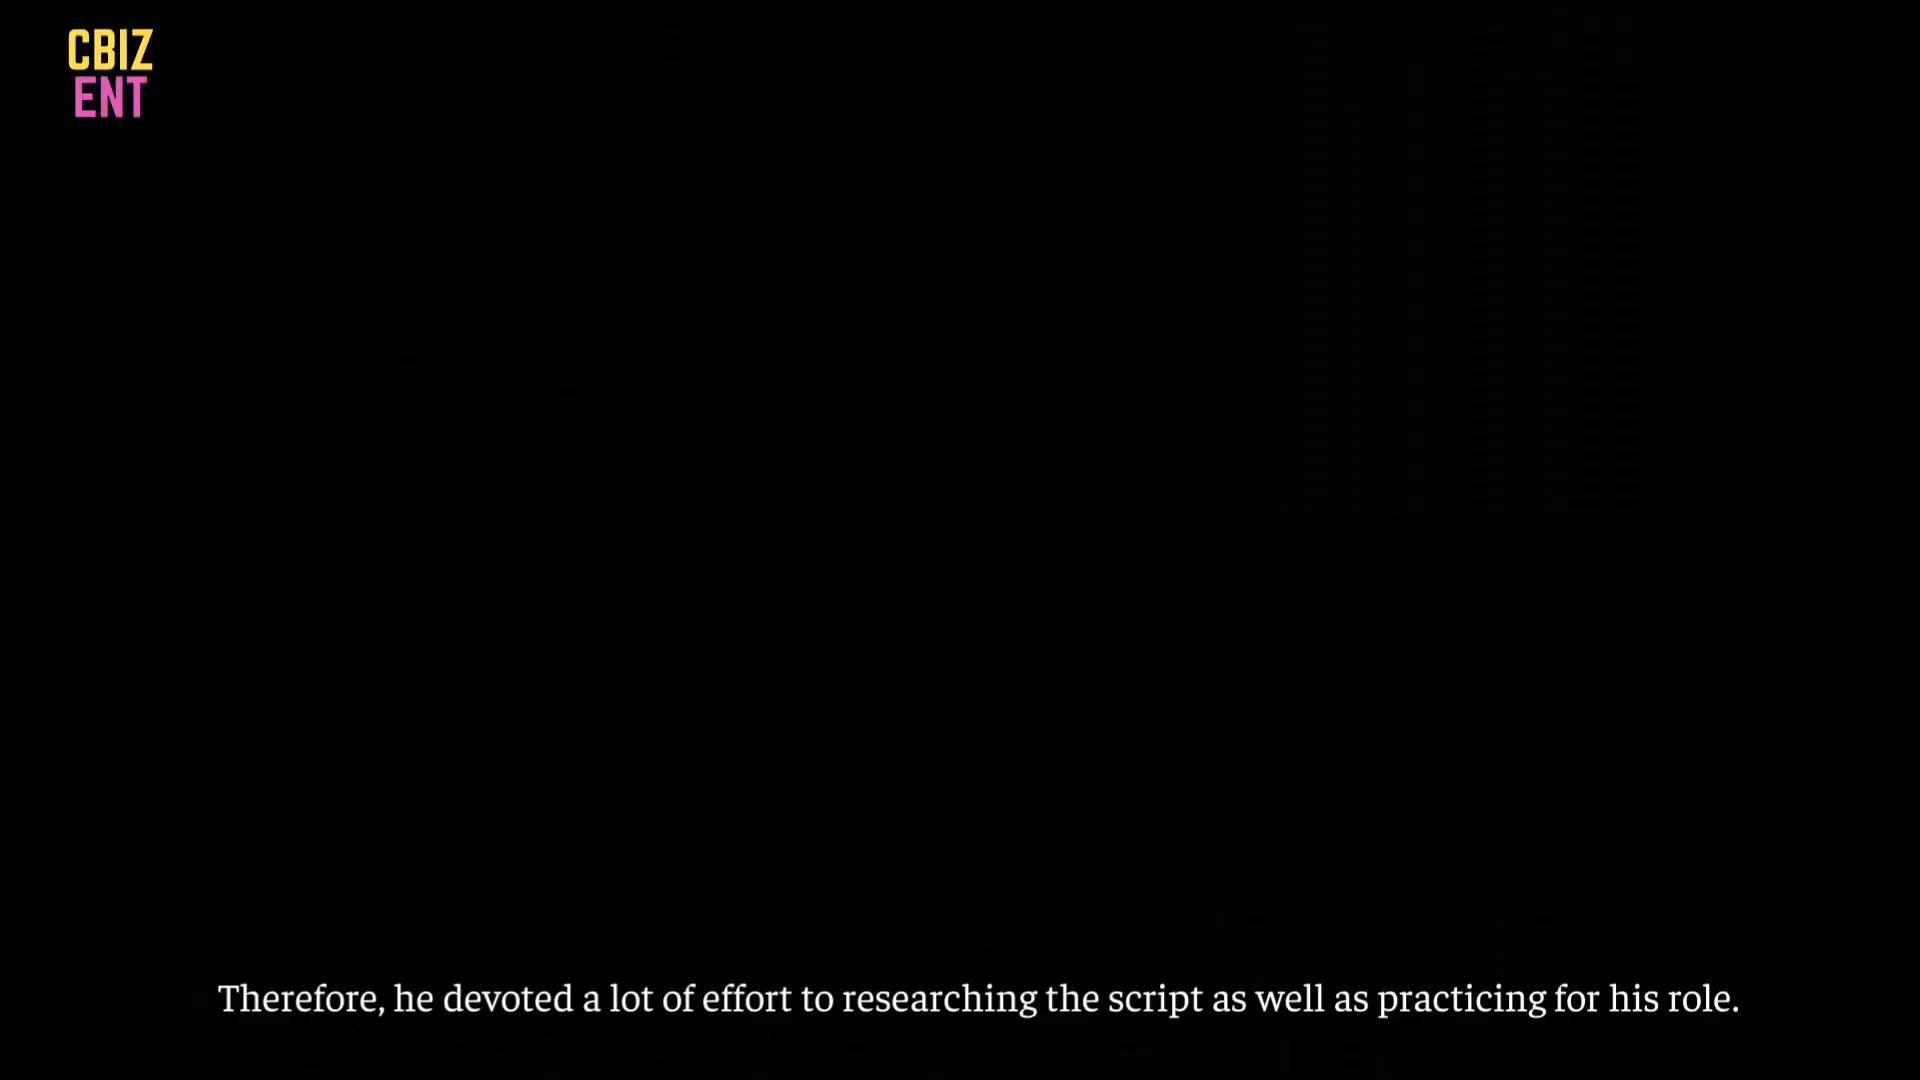 CBIZ
ENT
Therefore, he devoted a lot of effort to researching the script as well as practicing for his role.